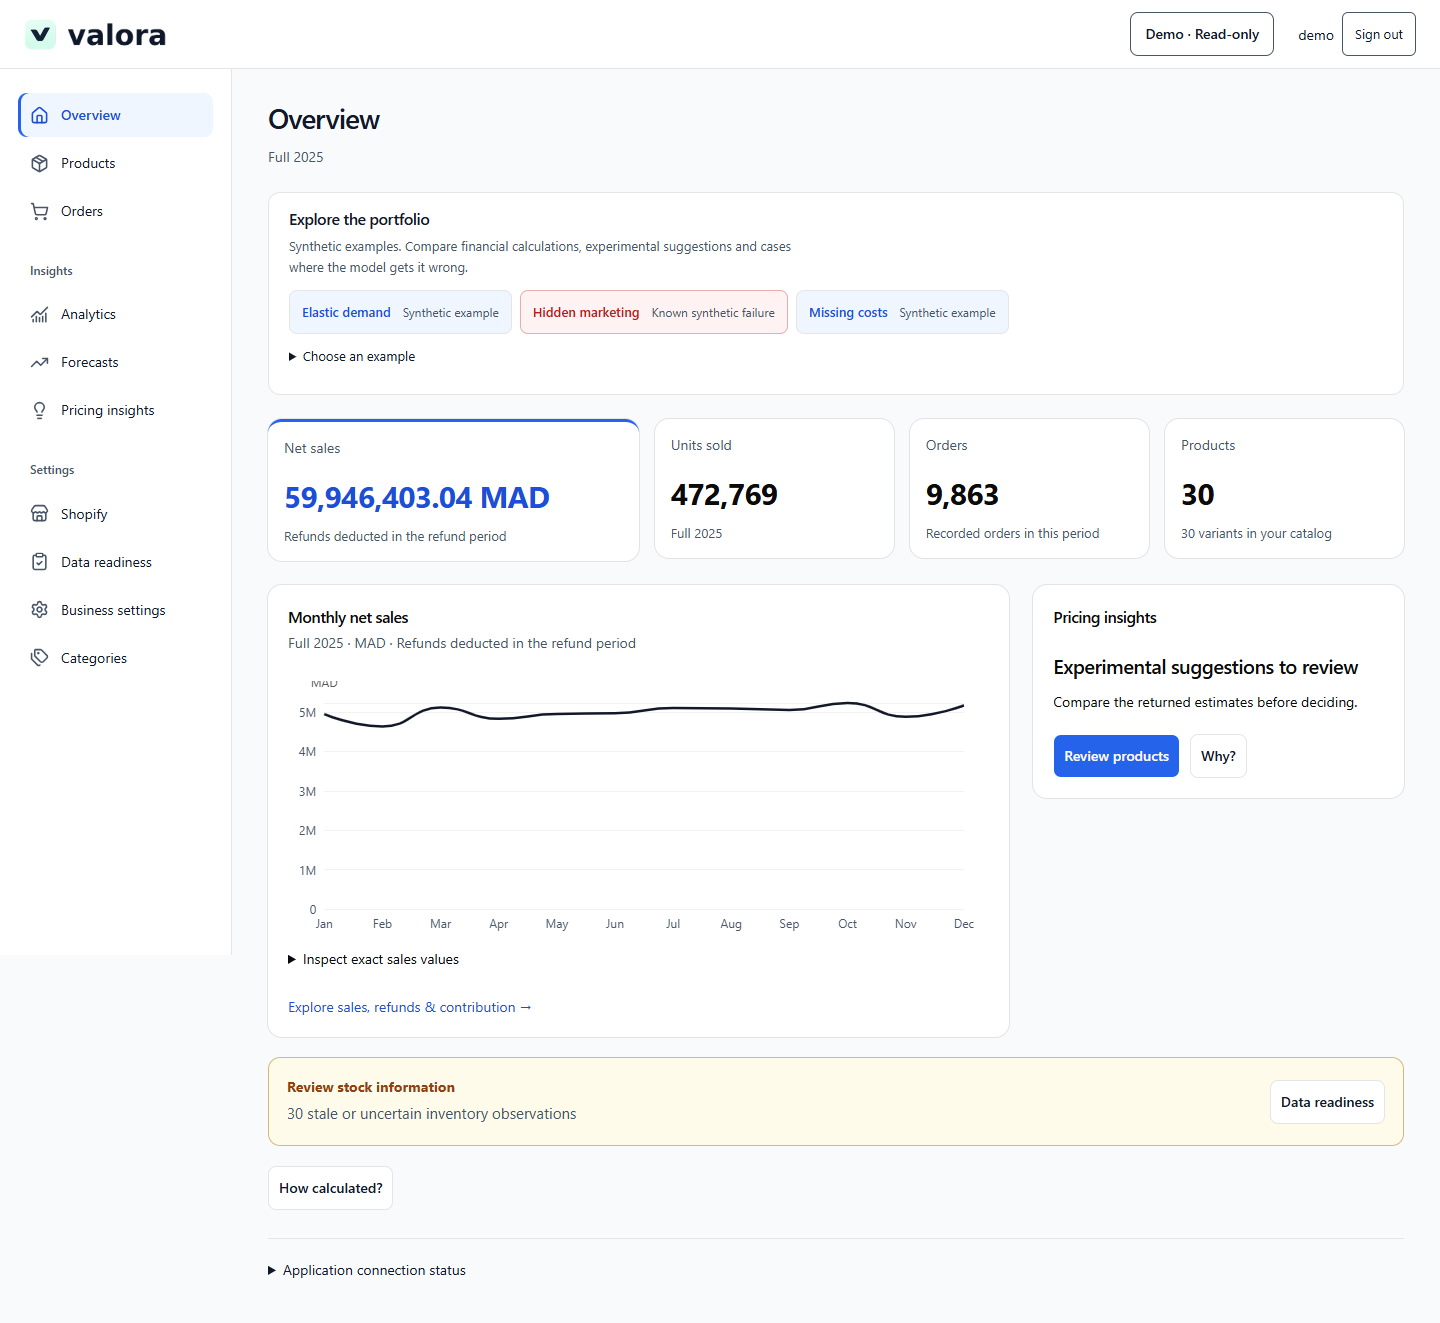 valora
Demo · Read-only
demo
Sign out
Overview
Products
Orders
Insights
Analytics
Forecasts
Pricing insights
Settings
Shopify
Data readiness
Business settings
Categories
Overview
Full 2025
Explore the portfolio
Synthetic examples. Compare financial calculations, experimental suggestions and cases
where the model gets it wrong.
Elastic demand Synthetic example
Hidden marketing Known synthetic failure
Missing costs Synthetic example
Choose an example
Net sales
59,946,403.04 MAD
Refunds deducted in the refund period
Units sold
472,769
Full 2025
Orders
9,863
Recorded orders in this period
Products
30
30 variants in your catalog
Monthly net sales
Full 2025 · MAD · Refunds deducted in the refund period
MAD
5M
4M
3M
2M
1M
0
Jan Feb Mar Apr May Jun Jul Aug Sep Oct Nov Dec
Inspect exact sales values
Explore sales, refunds & contribution →
Pricing insights
Experimental suggestions to review
Compare the returned estimates before deciding.
Review products
Why?
Review stock information
30 stale or uncertain inventory observations
Data readiness
How calculated?
Application connection status